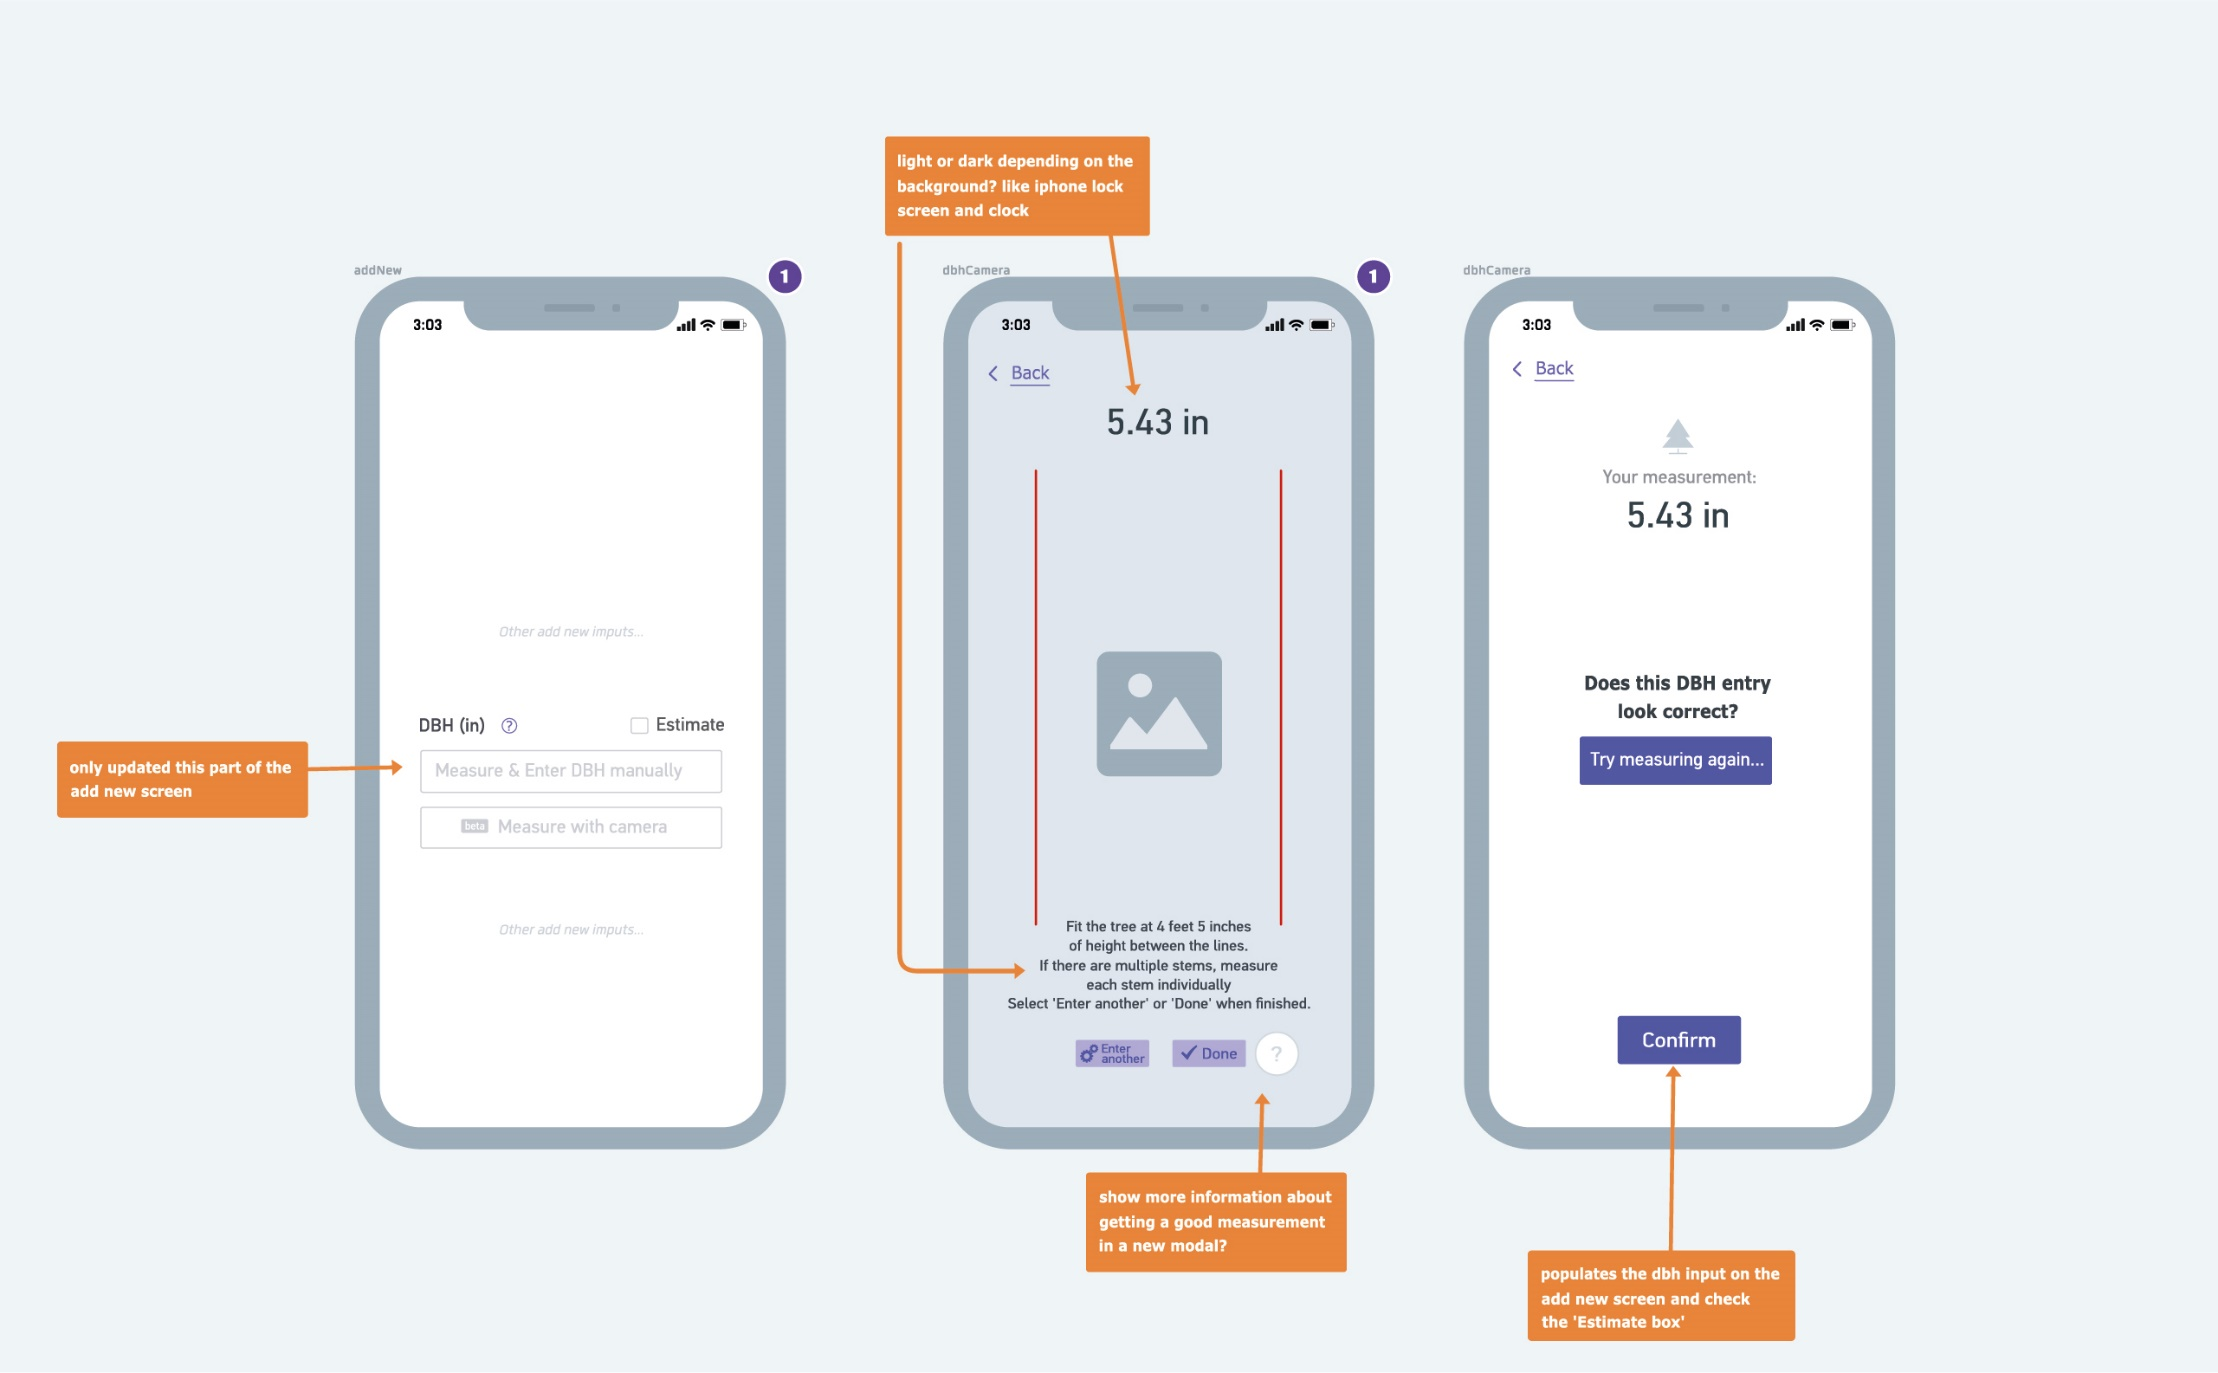 light or dark depending on the
background? like iphone lock
screen and clock
addNew
1
3:03
Other add new imputs...
DBH (in) ?
Estimate
Measure & Enter DBH manually
beta Measure with camera
Other add new inputs...
only updated this part of the
add new screen
dbhCamera
1
3:03
Back
5.43 in
Fit the tree at 4 feet 5 inches
of height between the lines.
If there are multiple stems, measure
each stem individually
Select 'Enter another' or 'Done' when finished.
Enter
another
Done
?
show more information about
getting a good measurement
in a new modal?
dbhCamera
3:03
Back
Your measurement:
5.43 in
Does this DBH entry
look correct?
Try measuring again...
Confirm
populates the dbh input on the
add new screen and check
the 'Estimate box'